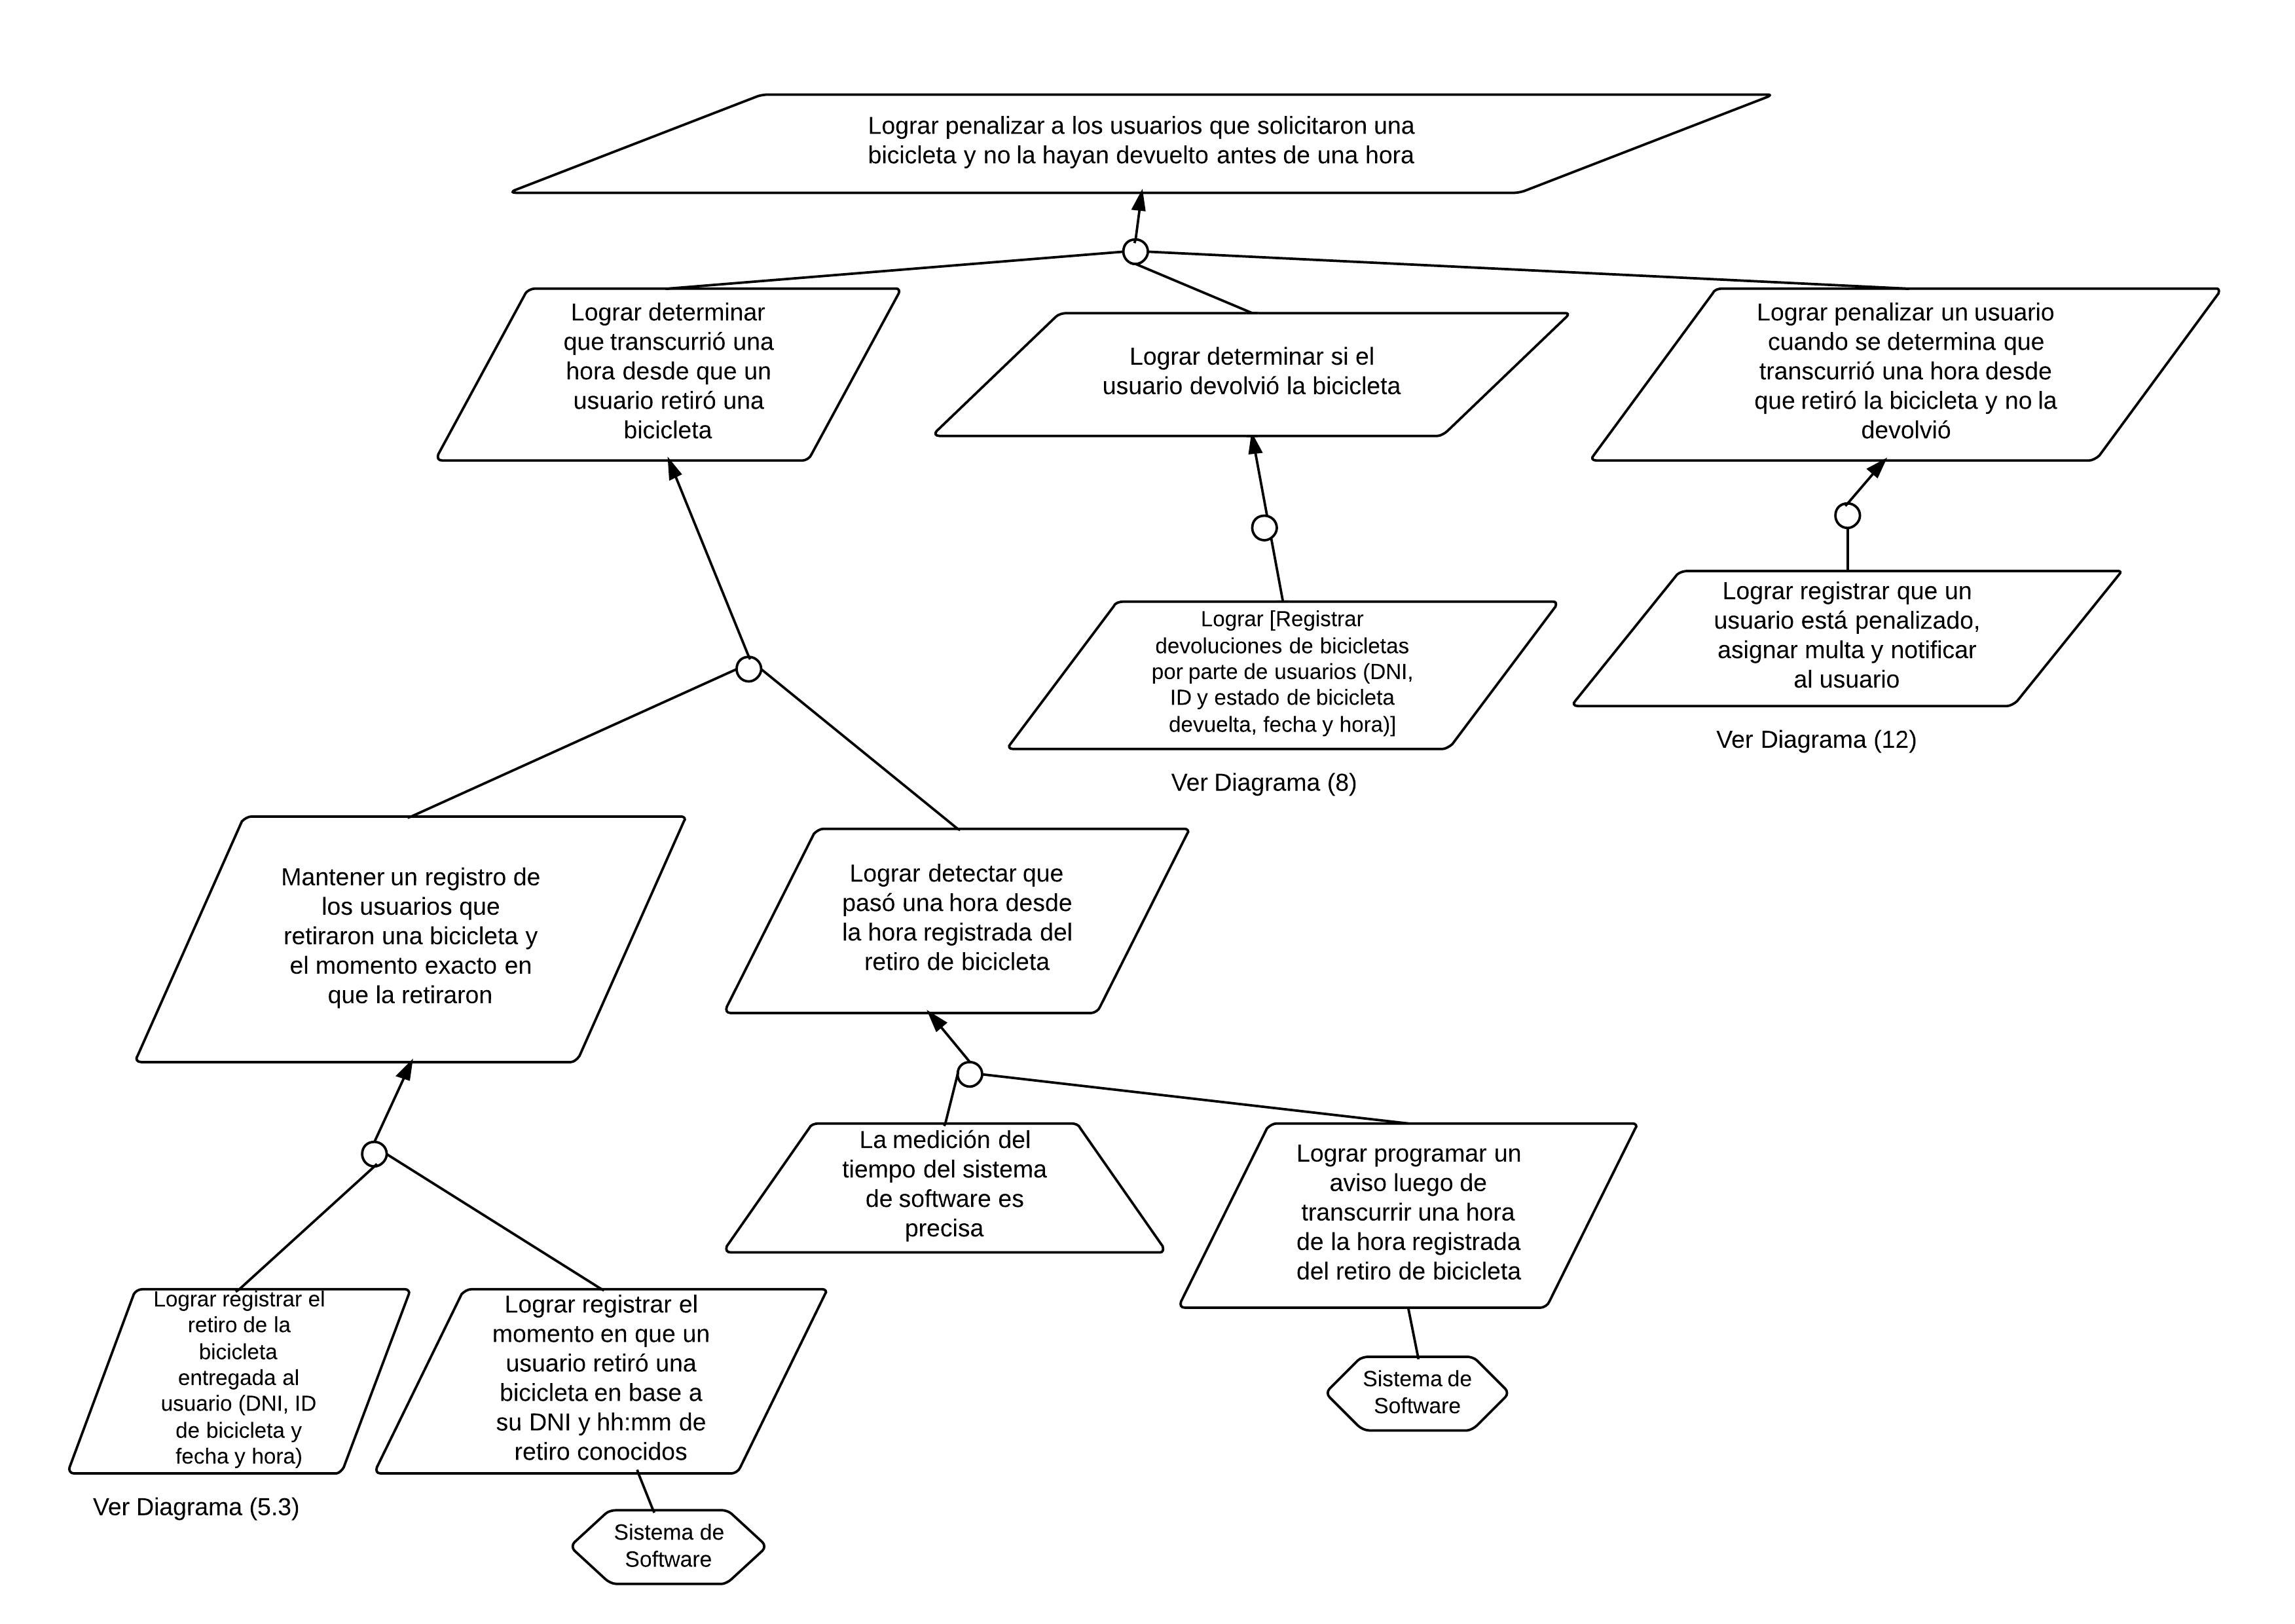 Lograr penalizar a los usuarios que solicitaron una
bicicleta y no la hayan devuelto antes de una hora
Lograr determinar
que transcurrió una
hora desde que un
usuario retiró una
bicicleta
Lograr determinar si el
usuario devolvió la bicicleta
Lograr penalizar un usuario
cuando se determina que
transcurrió una hora desde
que retiró la bicicleta y no la
devolvió
Lograr [Registrar
devoluciones de bicicletas
por parte de usuarios (DNI,
ID y estado de bicicleta
devuelta, fecha y hora)]
Ver Diagrama (8)
Lograr registrar que un
usuario está penalizado,
asignar multa y notificar
al usuario
Ver Diagrama (12)
Mantener un registro de
los usuarios que
retiraron una bicicleta y
el momento exacto en
que la retiraron
Lograr detectar que
pasó una hora desde
la hora registrada del
retiro de bicicleta
La medición del
tiempo del sistema
de software es
precisa
Lograr programar un
aviso luego de
transcurrir una hora
de la hora registrada
del retiro de bicicleta
Sistema de
Software
Lograr registrar el
retiro de la
bicicleta
entregada al
usuario (DNI, ID
de bicicleta y
fecha y hora)
Ver Diagrama (5.3)
Lograr registrar el
momento en que un
usuario retiró una
bicicleta en base a
su DNI y hh:mm de
retiro conocidos
Sistema de
Software